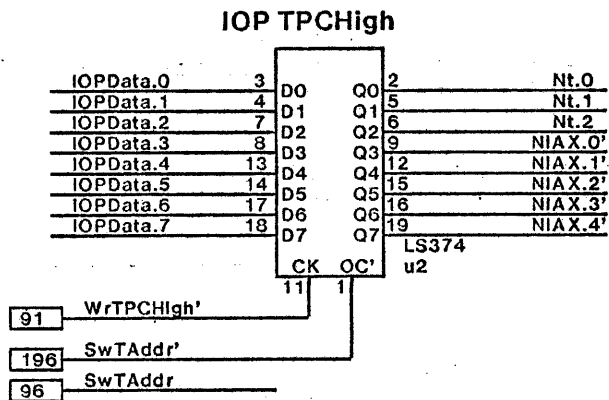 IOP TPCHigh
IOPData.0 3 D0 Q0 2 Nt.0
IOPData.1 4 D1 Q1 5 Nt.1
IOPData.2 7 D2 Q2 6 Nt.2
IOPData.3 8 D3 Q3 9 NIAX.0'
IOPData.4 13 D4 Q4 12 NIAX.1'
IOPData.5 14 D5 Q5 15 NIAX.2'
IOPData.6 17 D6 Q6 16 NIAX.3'
IOPData.7 18 D7 Q7 19 NIAX.4'
LS374
CK OC' u2
11 1
91 WrTPCHigh'
196 SwTAddr'
96 SwTAddr